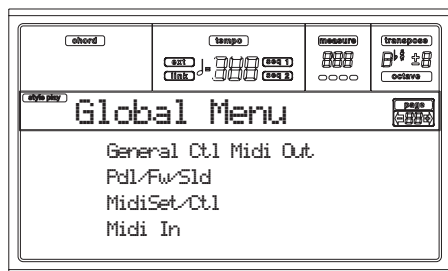 chord tempo measure transpose
ext seq 1
link seq 2
octave
style play
Global Menu page
General Ctl Midi Out
Pdl/Fw/Sld
MidiSet/Ctl
Midi In